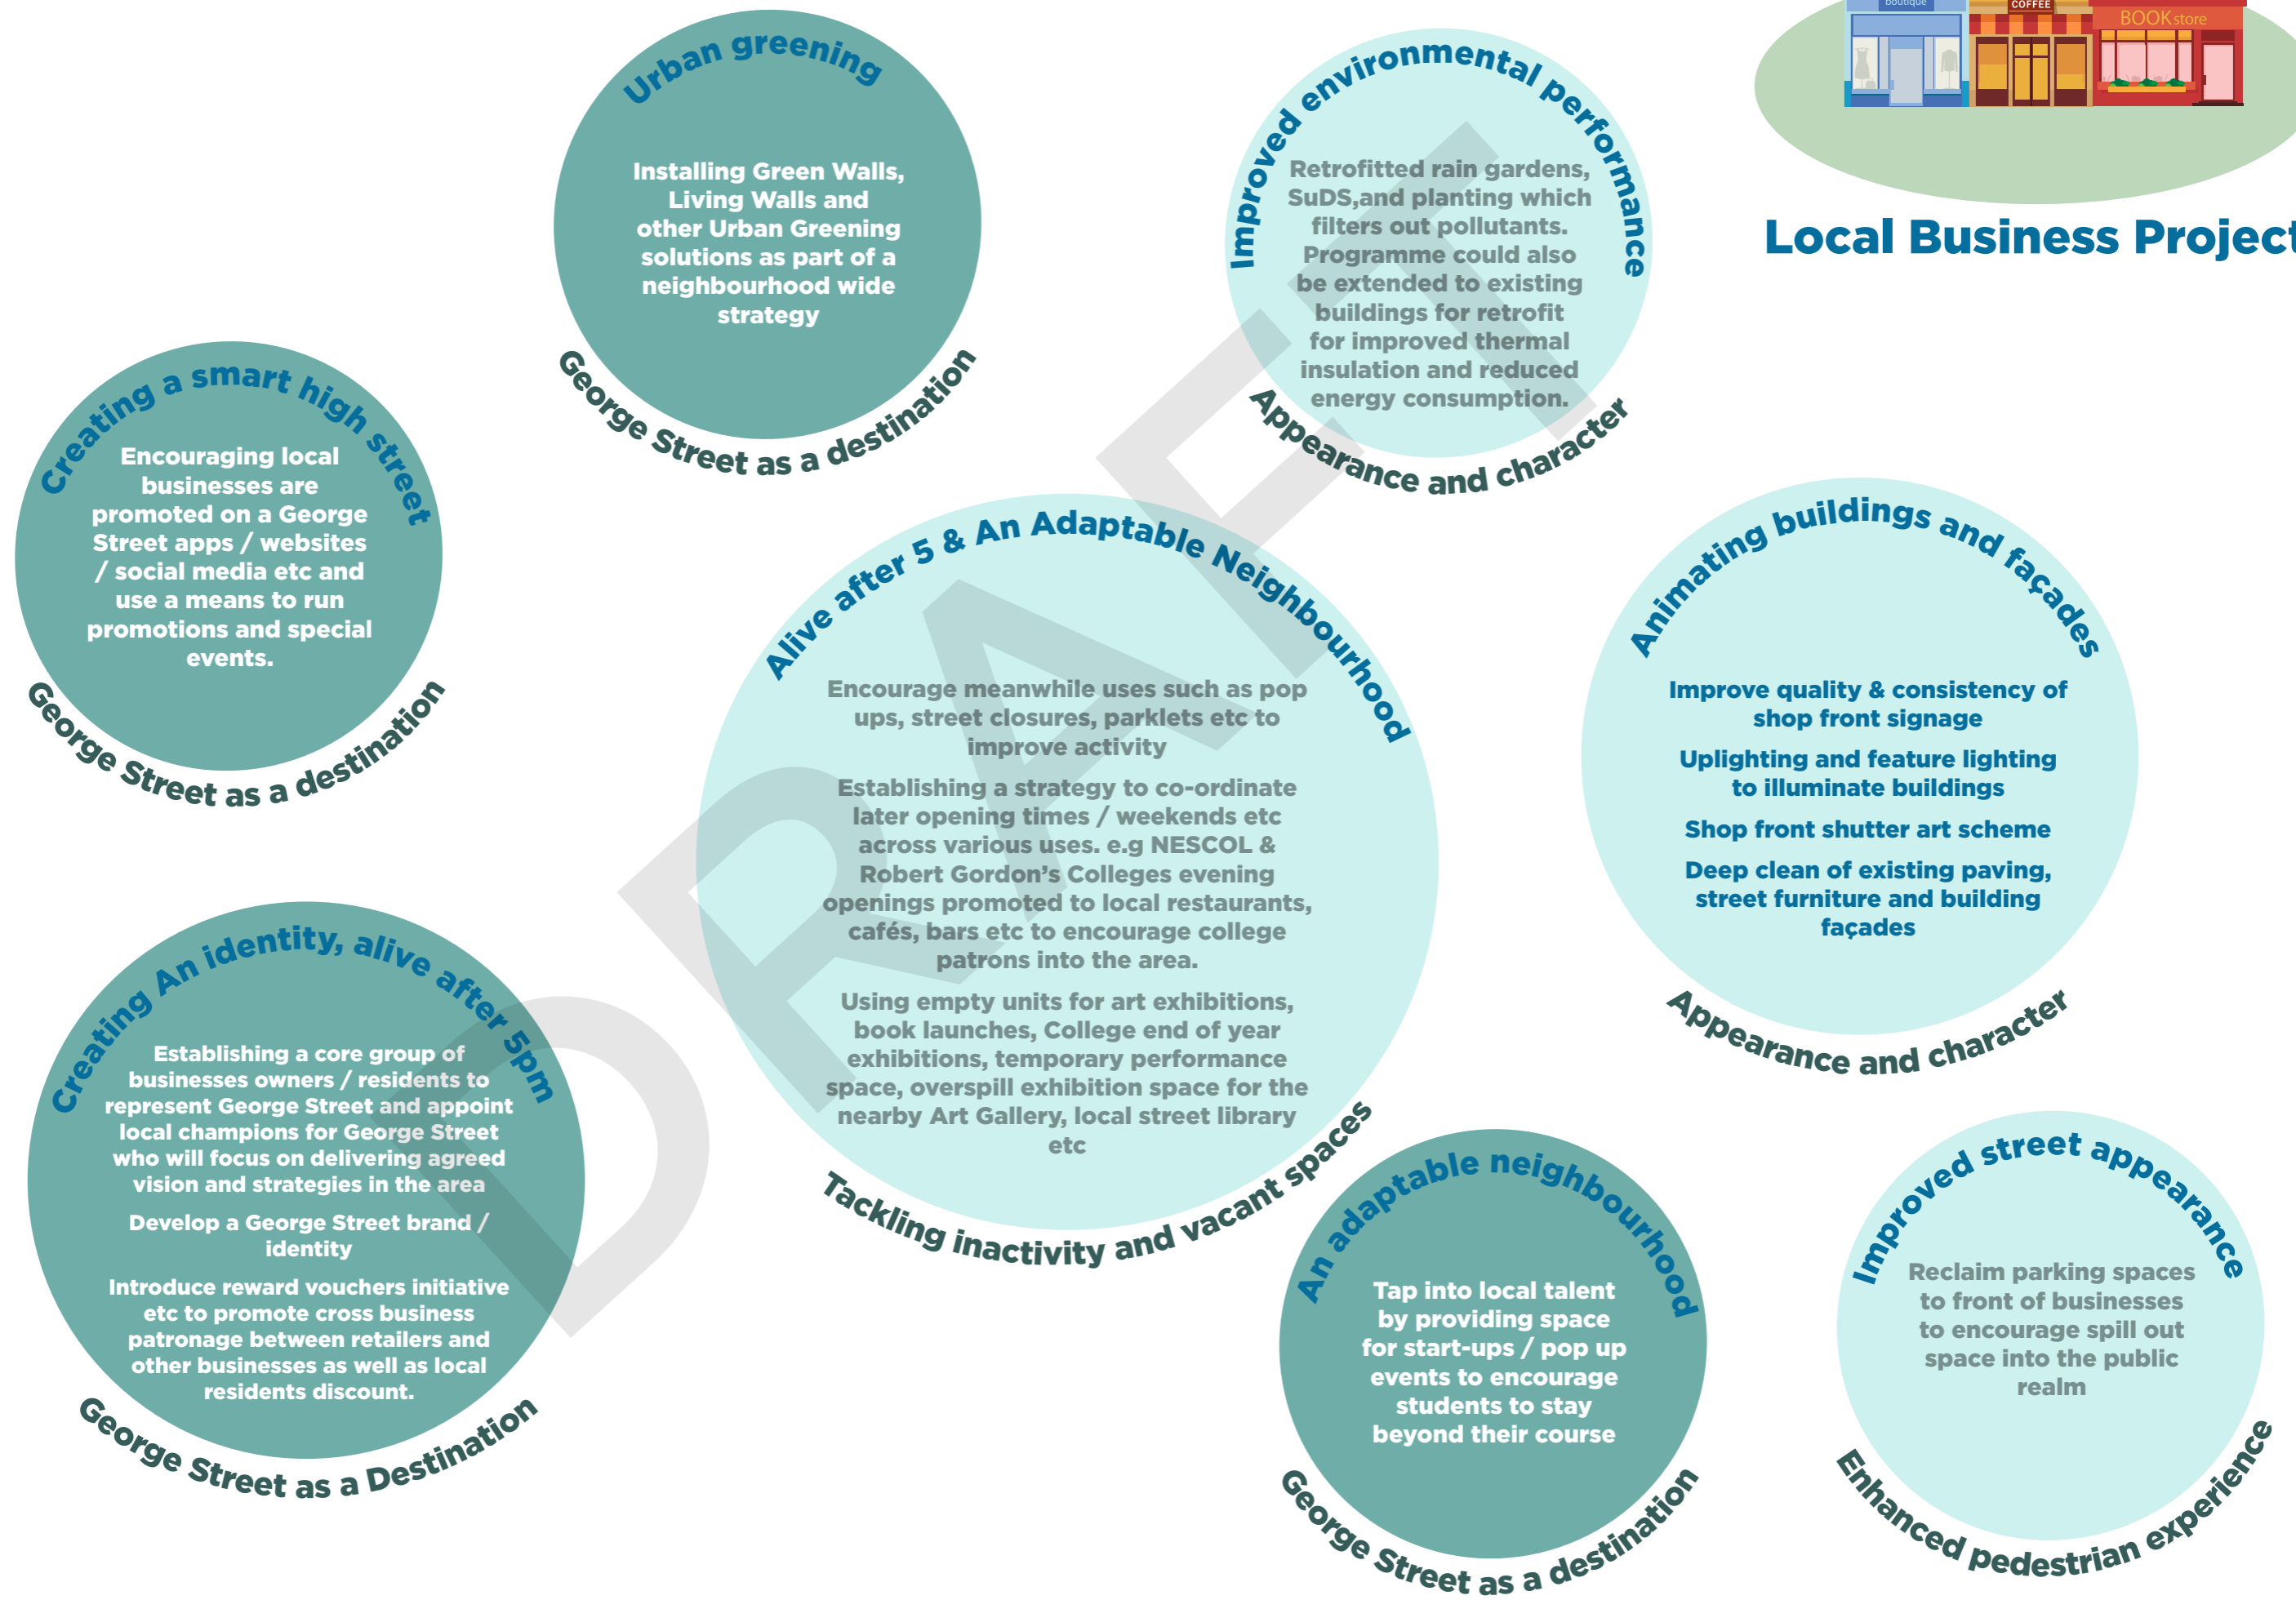 boutique
COFFEE
BOOKstore
Local Business Project
Urban greening
Installing Green Walls,
Living Walls and
other Urban Greening
solutions as part of a
neighbourhood wide
strategy
George Street as a destination
Improved environmental performance
Retrofitted rain gardens,
SuDS,and planting which
filters out pollutants.
Programme could also
be extended to existing
buildings for retrofit
for improved thermal
insulation and reduced
energy consumption.
Appearance and character
Creating a smart high street
Encouraging local
businesses are
promoted on a George
Street apps / websites
/ social media etc and
use a means to run
promotions and special
events.
George Street as a destination
Alive after 5 & An Adaptable Neighbourhood
Encourage meanwhile uses such as pop
ups, street closures, parklets etc to
improve activity
Establishing a strategy to co-ordinate
later opening times / weekends etc
across various uses. e.g NESCOL &
Robert Gordon's Colleges evening
openings promoted to local restaurants,
cafés, bars etc to encourage college
patrons into the area.
Using empty units for art exhibitions,
book launches, College end of year
exhibitions, temporary performance
space, overspill exhibition space for the
nearby Art Gallery, local street library
etc
Tackling inactivity and vacant spaces
Animating buildings and façades
Improve quality & consistency of
shop front signage
Uplighting and feature lighting
to illuminate buildings
Shop front shutter art scheme
Deep clean of existing paving,
street furniture and building
façades
Appearance and character
Creating An identity, alive after 5pm
Establishing a core group of
businesses owners / residents to
represent George Street and appoint
local champions for George Street
who will focus on delivering agreed
vision and strategies in the area
Develop a George Street brand /
identity
Introduce reward vouchers initiative
etc to promote cross business
patronage between retailers and
other businesses as well as local
residents discount.
George Street as a Destination
An adaptable neighbourhood
Tap into local talent
by providing space
for start-ups / pop up
events to encourage
students to stay
beyond their course
George Street as a destination
Improved street appearance
Reclaim parking spaces
to front of businesses
to encourage spill out
space into the public
realm
Enhanced pedestrian experience
DRAFT